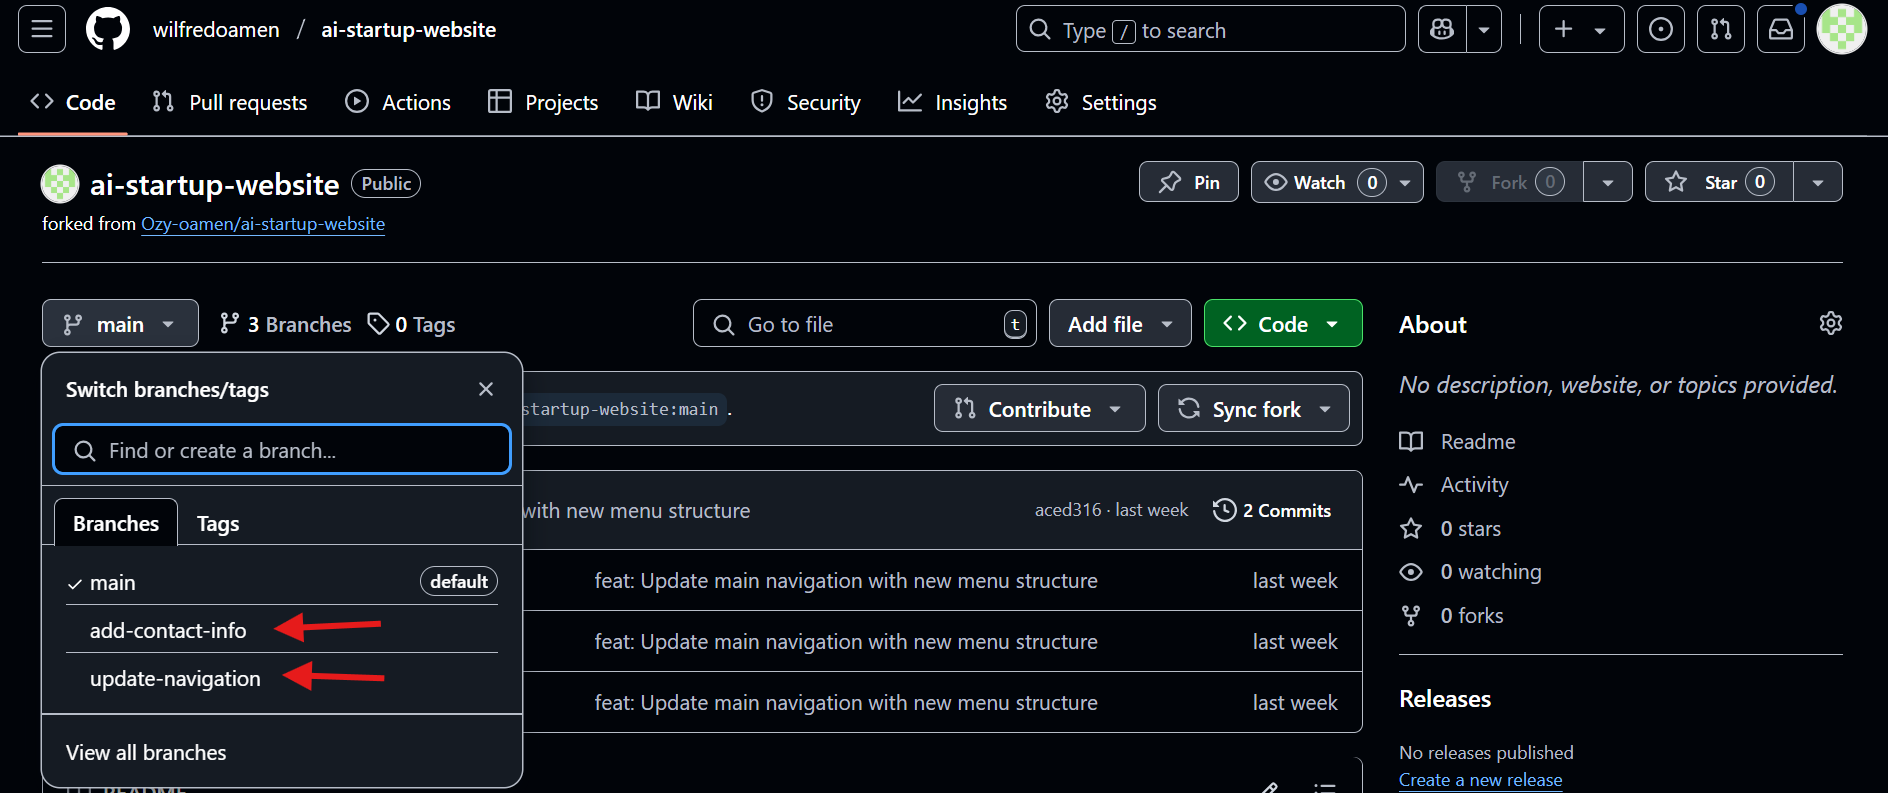 wilfredoamen / ai-startup-website
Type / to search
Code
Pull requests
Actions
Projects
Wiki
Security
Insights
Settings
ai-startup-website
Public
Pin
Watch 0
Fork 0
Star 0
forked from Ozy-oamen/ai-startup-website
main
3 Branches
0 Tags
Go to file
t
Add file
Code
Switch branches/tags
Find or create a branch...
Branches
Tags
main
default
add-contact-info
update-navigation
View all branches
startup-website:main .
Contribute
Sync fork
with new menu structure
aced316 · last week
2 Commits
feat: Update main navigation with new menu structure
last week
feat: Update main navigation with new menu structure
last week
feat: Update main navigation with new menu structure
last week
README
About
No description, website, or topics provided.
Readme
Activity
0 stars
0 watching
0 forks
Releases
No releases published
Create a new release